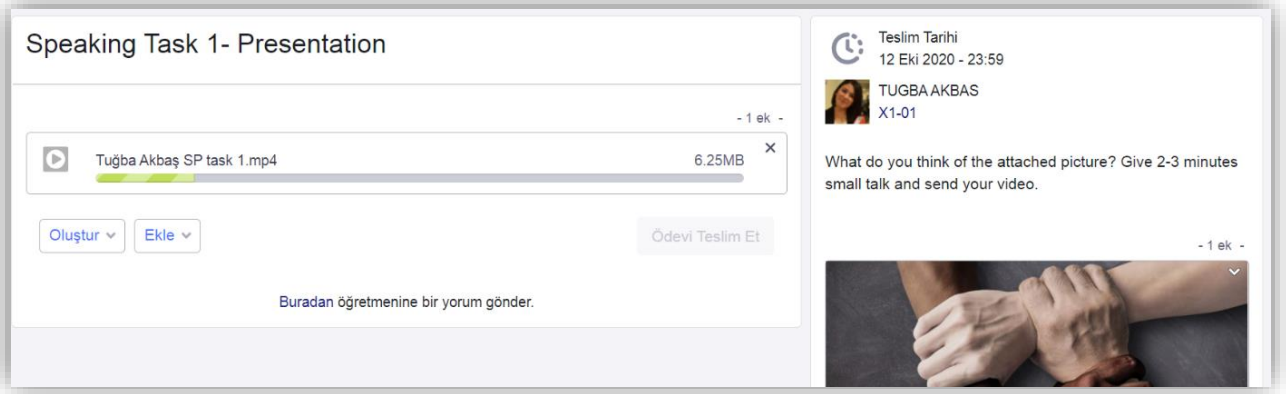 Speaking Task 1- Presentation
- 1 ek -
Tuğba Akbaş SP task 1.mp4
6.25MB
Oluştur
Ekle
Ödevi Teslim Et
Buradan öğretmenine bir yorum gönder.
Teslim Tarihi
12 Eki 2020 - 23:59
TUGBA AKBAS
X1-01
What do you think of the attached picture? Give 2-3 minutes
small talk and send your video.
- 1 ek -